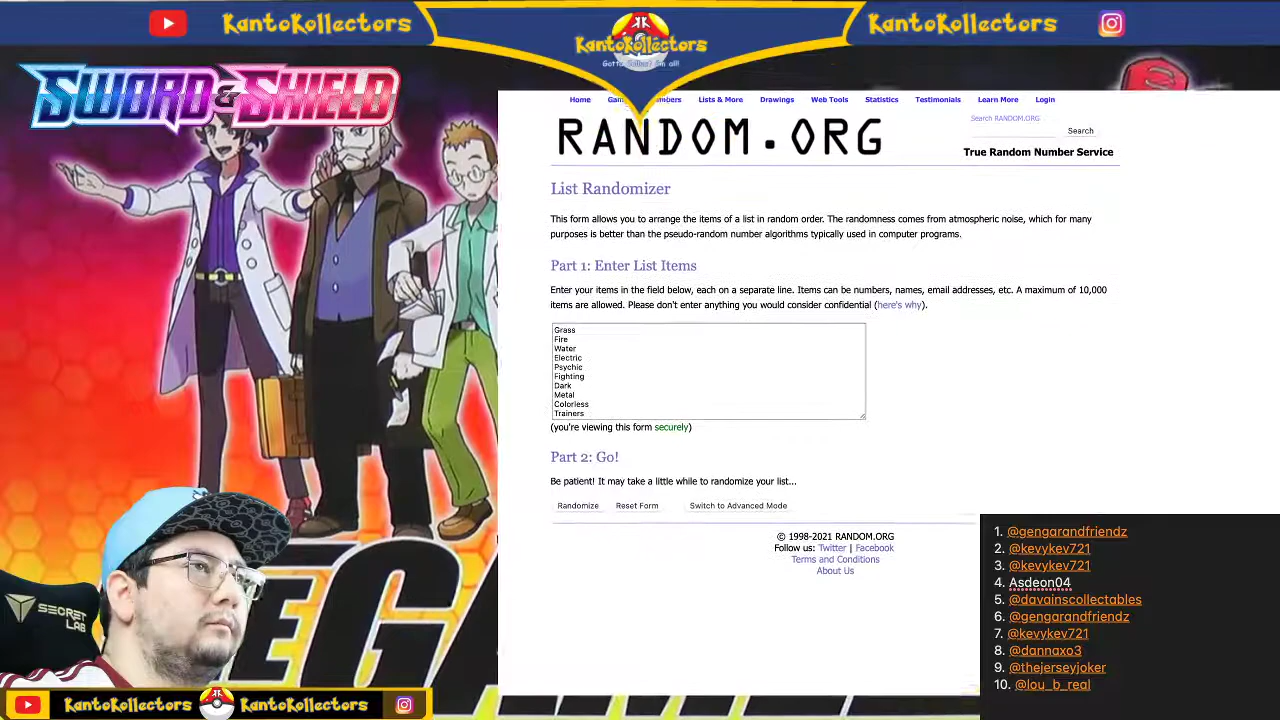 KantoKollectors
KantoKollectors
KantoKollectors
Gotta Collect 'Em all!
SWORD & SHIELD
Home
Lists & More
Drawings
Web Tools
Statistics
Testimonials
Learn More
Login
RANDOM.ORG
Search RANDOM.ORG
Search
True Random Number Service
List Randomizer
This form allows you to arrange the items of a list in random order. The randomness comes from atmospheric noise, which for many
purposes is better than the pseudo-random number algorithms typically used in computer programs.
Part 1: Enter List Items
Enter your items in the field below, each on a separate line. Items can be numbers, names, email addresses, etc. A maximum of 10,000
items are allowed. Please don't enter anything you would consider confidential (here's why).
Grass
Fire
Water
Electric
Psychic
Fighting
Dark
Metal
Colorless
Trainers
(you're viewing this form securely)
Part 2: Go!
Be patient! It may take a little while to randomize your list...
Randomize
Reset Form
Switch to Advanced Mode
© 1998-2021 RANDOM.ORG
Follow us: Twitter | Facebook
Terms and Conditions
About Us
1. @gengarandfriendz
2. @kevykev721
3. @kevykev721
4. Asdeon04
5. @davainscollectables
6. @gengarandfriendz
7. @kevykev721
8. @dannaxo3
9. @thejerseyjoker
10. @lou_b_real
SECRET
LAB
KantoKollectors
KantoKollectors